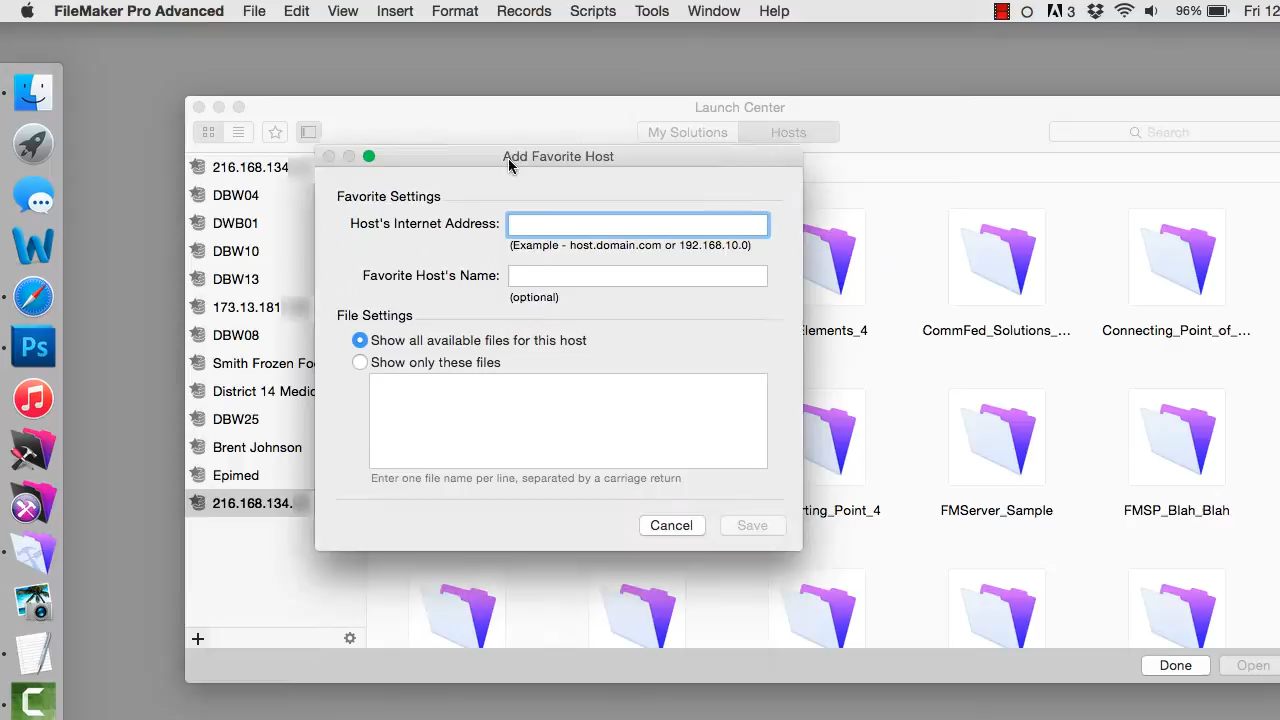 FileMaker Pro Advanced File Edit View Insert Format Records Scripts Tools Window Help 3 96% Fri 12
Launch Center
My Solutions Hosts Search
216.168.134
DBW04
DWB01
DBW10
DBW13
173.13.181
DBW08
Smith Frozen Fo
District 14 Medic
DBW25
Brent Johnson
Epimed
216.168.134.
Add Favorite Host
Favorite Settings
Host's Internet Address:
(Example - host.domain.com or 192.168.10.0)
Favorite Host's Name:
(optional)
File Settings
Show all available files for this host
Show only these files
Enter one file name per line, separated by a carriage return
Cancel Save
Elements_4 CommFed_Solutions_... Connecting_Point_of_...
rting_Point_4 FMServer_Sample FMSP_Blah_Blah
Done Open
W
Ps
C